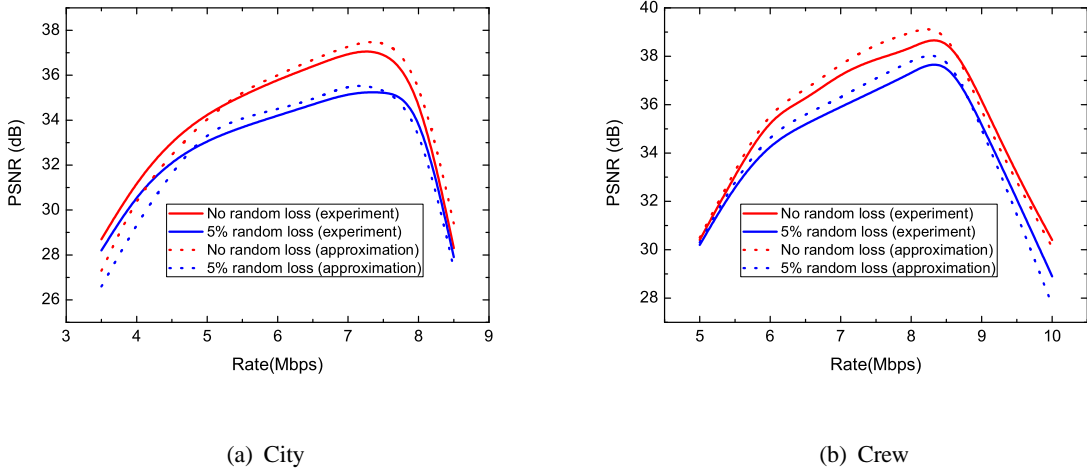 38
36
34
32
30
28
26
PSNR (dB)
No random loss (experiment)
5% random loss (experiment)
No random loss (approximation)
5% random loss (approximation)
3 4 5 6 7 8 9
Rate(Mbps)
(a) City
40
38
36
34
32
30
28
PSNR (dB)
No random loss (experiment)
5% random loss (experiment)
No random loss (approximation)
5% random loss (approximation)
5 6 7 8 9 10
Rate(Mbps)
(b) Crew